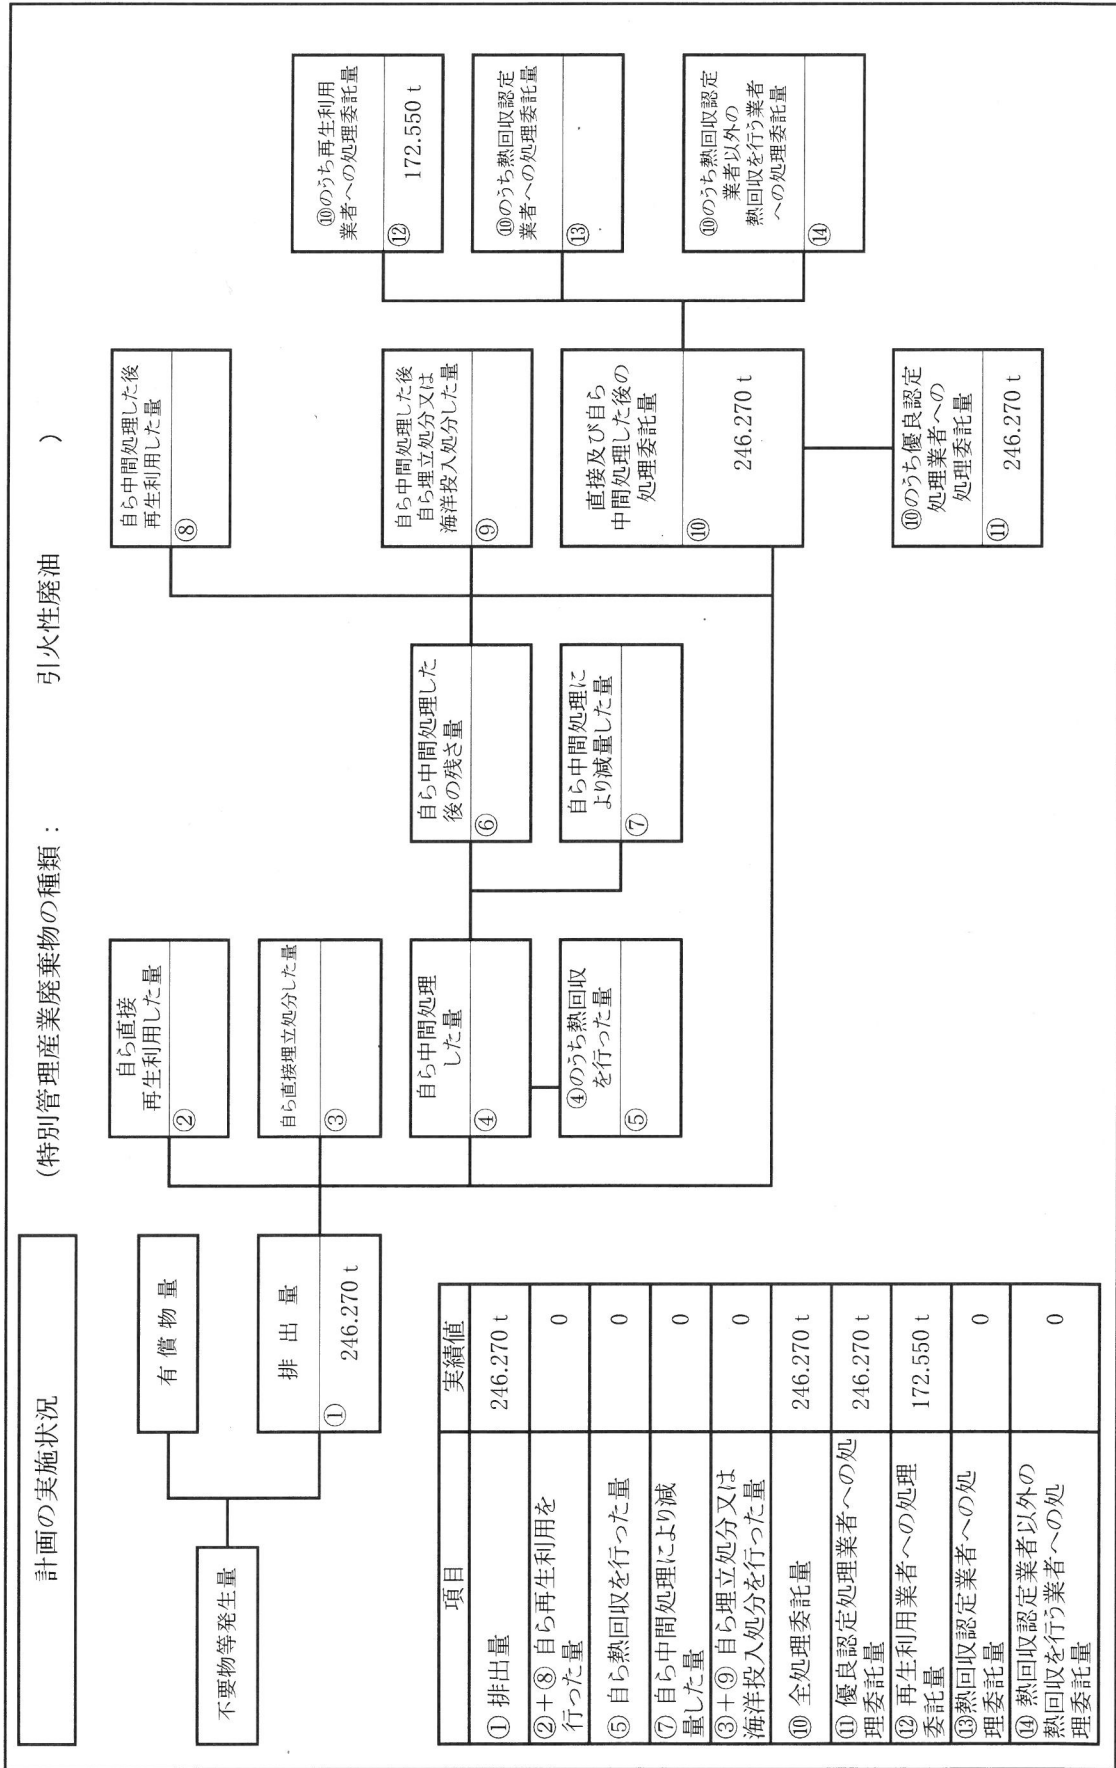 計画の実施状況
(特別管理産業廃棄物の種類: 引火性廃油 )
不要物等発生量
有償物量
排出量
① 246.270 t
自ら直接
再生利用した量
②
自ら直接埋立処分した量
③
自ら中間処理
した量
④
④のうち熱回収
を行った量
⑤
自ら中間処理した
後の残さ量
⑥
自ら中間処理に
より減量した量
⑦
自ら中間処理した後
再生利用した量
⑧
自ら中間処理した後
自ら埋立処分又は
海洋投入処分した量
⑨
直接及び自ら
中間処理した後の
処理委託量
⑩ 246.270 t
⑩のうち優良認定
処理業者への
処理委託量
⑪ 246.270 t
⑩のうち再生利用
業者への処理委託量
⑫ 172.550 t
⑩のうち熱回収認定
業者への処理委託量
⑬
⑩のうち熱回収認定
業者以外の
熱回収を行う業者
への処理委託量
⑭
項目 実績値
① 排出量 246.270 t
②+⑧ 自ら再生利用を
行った量 0
⑤ 自ら熱回収を行った量 0
⑦ 自ら中間処理により減
量した量 0
③+⑨ 自ら埋立処分又は
海洋投入処分を行った量 0
⑩ 全処理委託量 246.270 t
⑪ 優良認定処理業者への処
理委託量 246.270 t
⑫ 再生利用業者への処理
委託量 172.550 t
⑬熱回収認定業者への処
理委託量 0
⑭ 熱回収認定業者以外の
熱回収を行う業者への処
理委託量 0